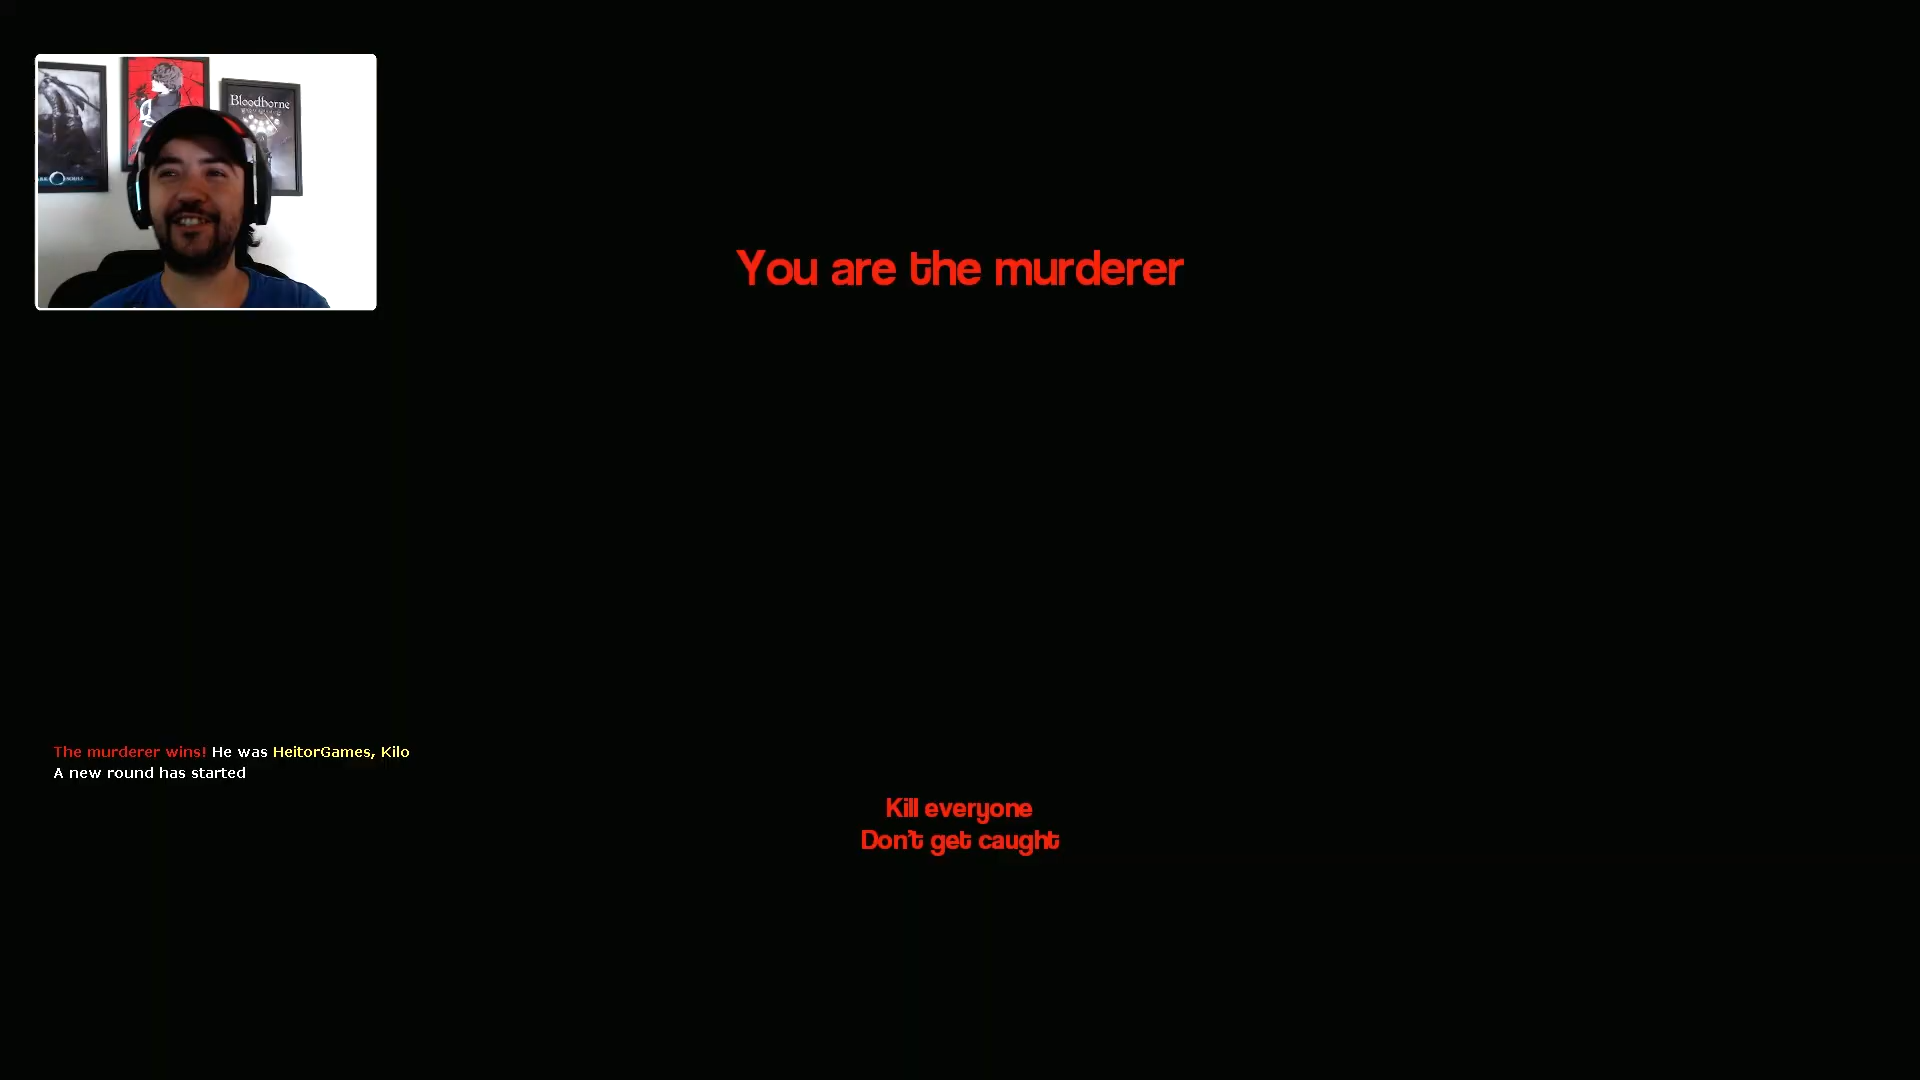 Bloodborne
You are the murderer
The murderer wins! He was HeitorGames, Kilo
A new round has started
Kill everyone
Don't get caught